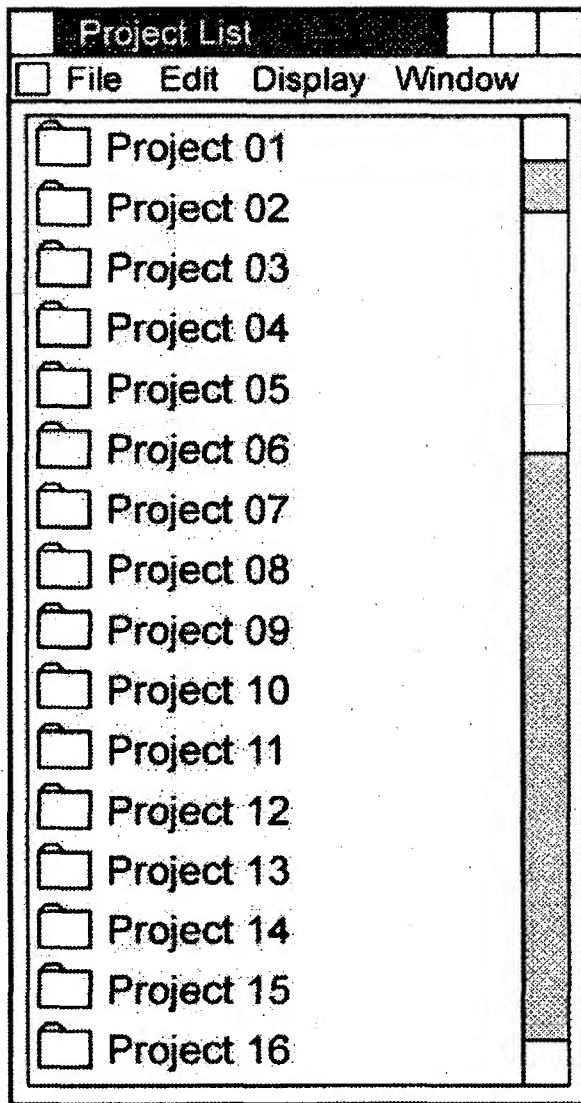 Project List
File Edit Display Window
Project 01
Project 02
Project 03
Project 04
Project 05
Project 06
Project 07
Project 08
Project 09
Project 10
Project 11
Project 12
Project 13
Project 14
Project 15
Project 16